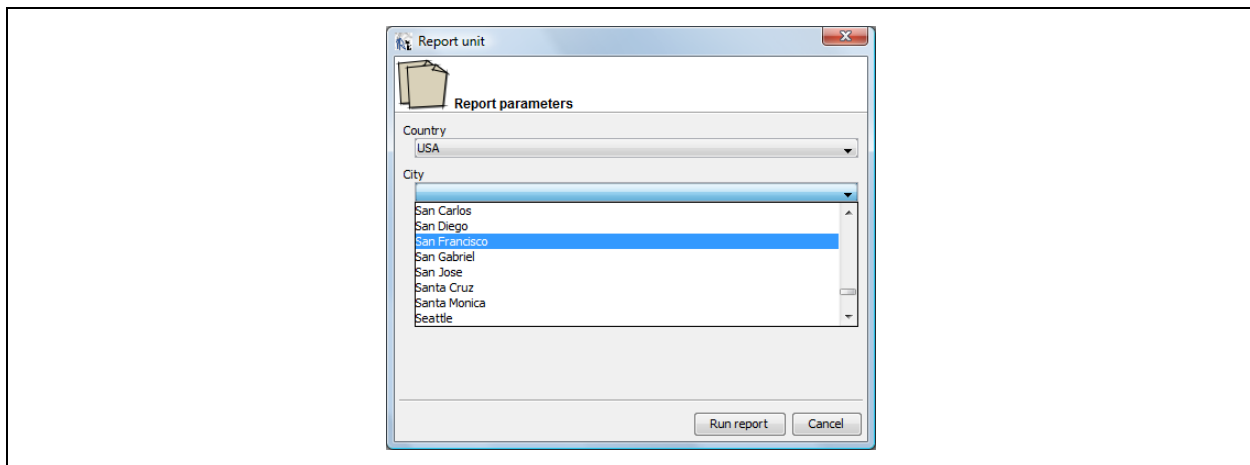 Report unit
Report parameters
Country
USA
City
San Carlos
San Diego
San Francisco
San Gabriel
San Jose
Santa Cruz
Santa Monica
Seattle
Run report Cancel